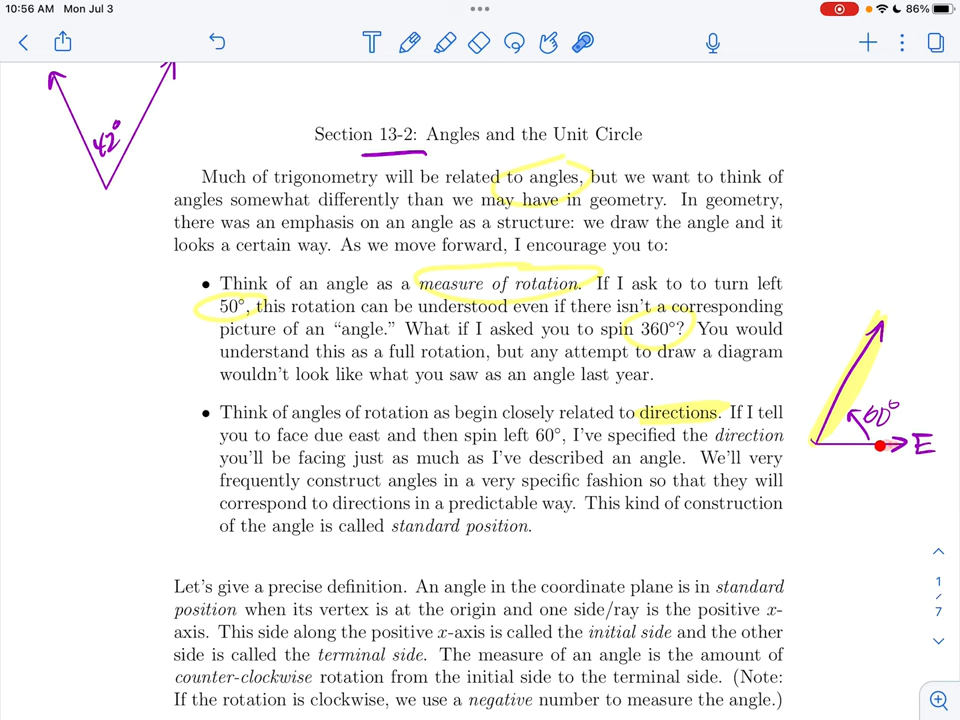 10:56 AM Mon Jul 3
86%
42°
Section 13-2: Angles and the Unit Circle
Much of trigonometry will be related to angles, but we want to think of
angles somewhat differently than we may have in geometry. In geometry,
there was an emphasis on an angle as a structure: we draw the angle and it
looks a certain way. As we move forward, I encourage you to:
• Think of an angle as a measure of rotation. If I ask to to turn left
50°, this rotation can be understood even if there isn't a corresponding
picture of an “angle.” What if I asked you to spin 360°? You would
understand this as a full rotation, but any attempt to draw a diagram
wouldn't look like what you saw as an angle last year.
• Think of angles of rotation as begin closely related to directions. If I tell
you to face due east and then spin left 60°, I've specified the direction
you'll be facing just as much as I've described an angle. We'll very
frequently construct angles in a very specific fashion so that they will
correspond to directions in a predictable way. This kind of construction
of the angle is called standard position.
60°
E
Let's give a precise definition. An angle in the coordinate plane is in standard
position when its vertex is at the origin and one side/ray is the positive x-
axis. This side along the positive x-axis is called the initial side and the other
side is called the terminal side. The measure of an angle is the amount of
counter-clockwise rotation from the initial side to the terminal side. (Note:
If the rotation is clockwise, we use a negative number to measure the angle.)
1
/
7